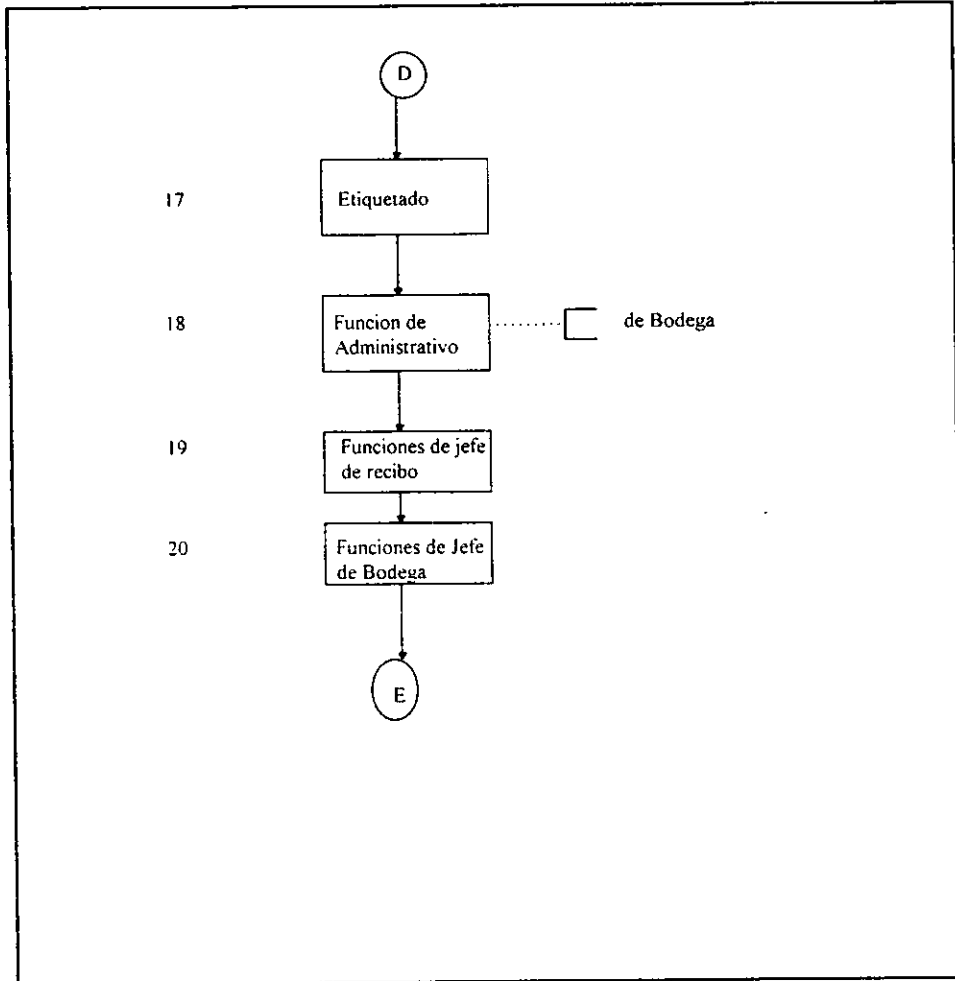 D
17
Etiquetado
18
Funcion de
Administrativo
de Bodega
19
Funciones de jefe
de recibo
20
Funciones de Jefe
de Bodega
E